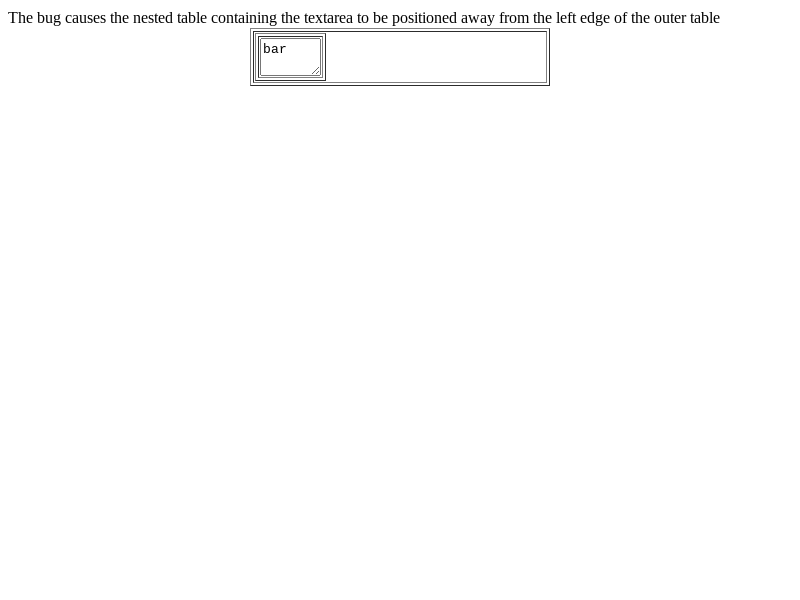 The bug causes the nested table containing the textarea to be positioned away from the left edge of the outer table
bar